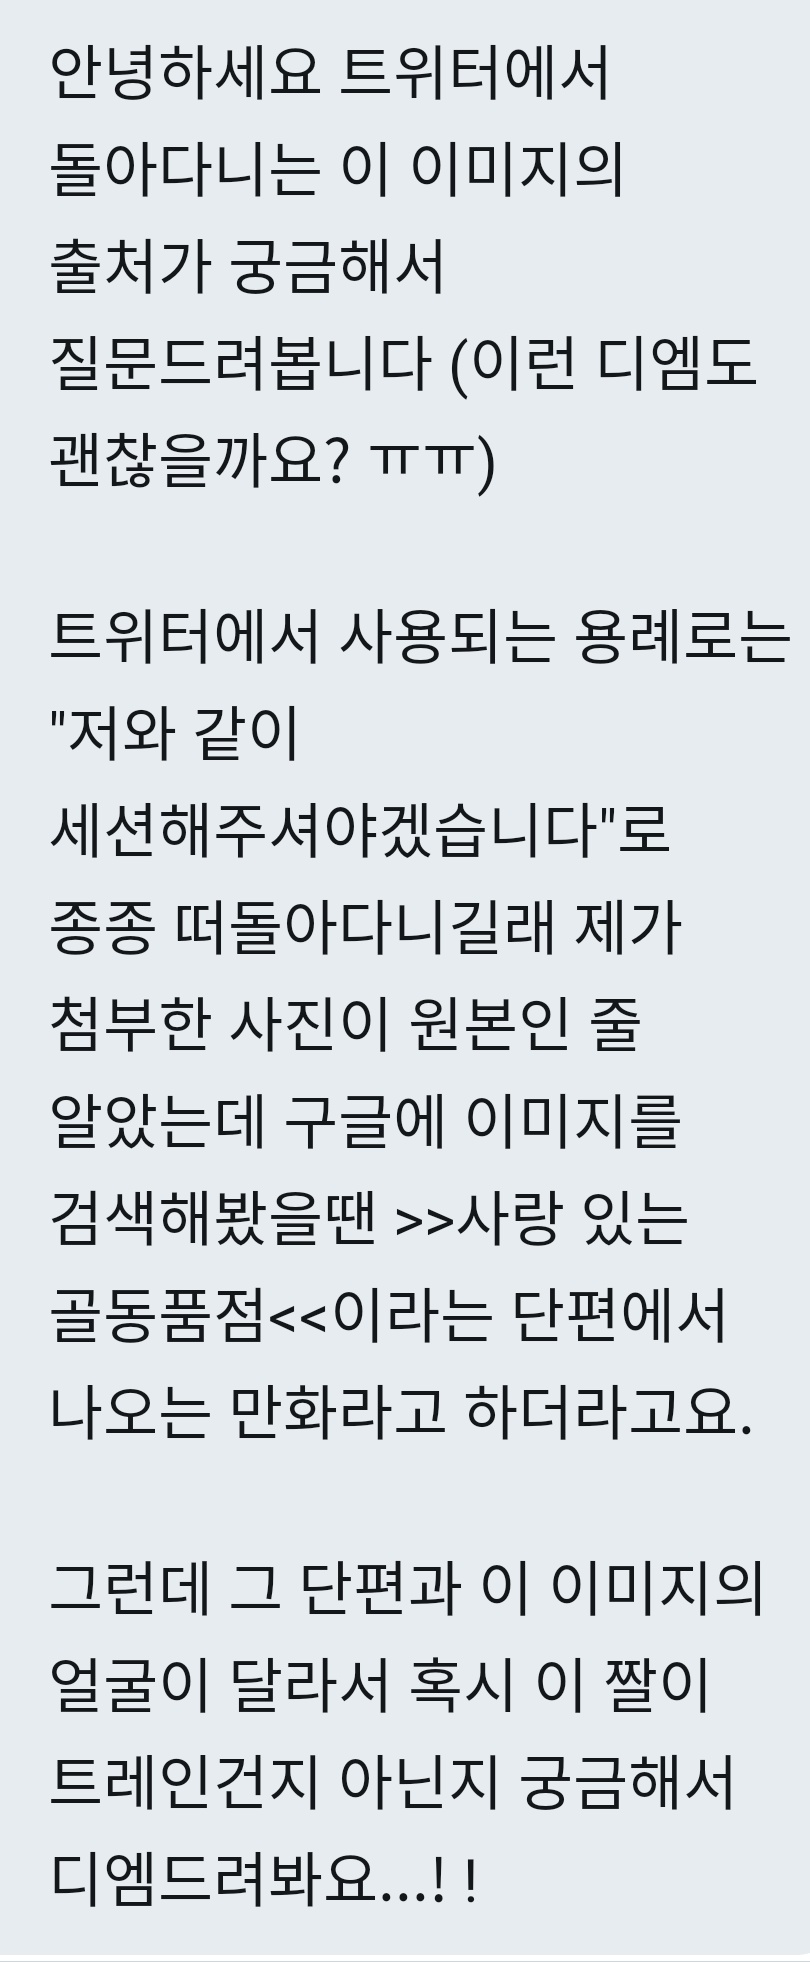 안녕하세요 트위터에서
돌아다니는 이 이미지의
출처가 궁금해서
질문드려봅니다 (이런 디엠도
괜찮을까요? ㅠㅠ)
트위터에서 사용되는 용례로는
"저와 같이
세션해주셔야겠습니다"로
종종 떠돌아다니길래 제가
첨부한 사진이 원본인 줄
알았는데 구글에 이미지를
검색해봤을땐 >>사랑 있는
골동품점<<이라는 단편에서
나오는 만화라고 하더라고요.
그런데 그 단편과 이 이미지의
얼굴이 달라서 혹시 이 짤이
트레인건지 아닌지 궁금해서
디엠드려봐요...! !